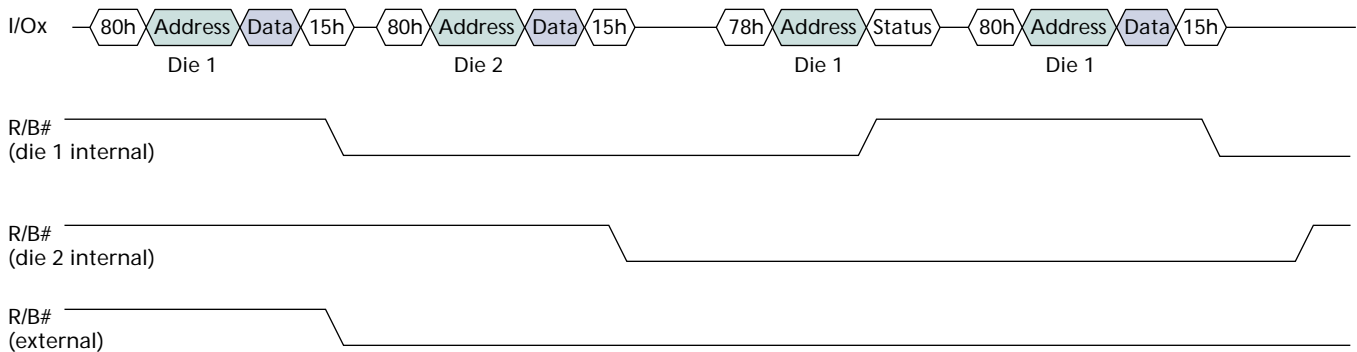 I/Ox 80h Address Data 15h 80h Address Data 15h 78h Address Status 80h Address Data 15h
Die 1 Die 2 Die 1 Die 1
R/B#
(die 1 internal)
R/B#
(die 2 internal)
R/B#
(external)